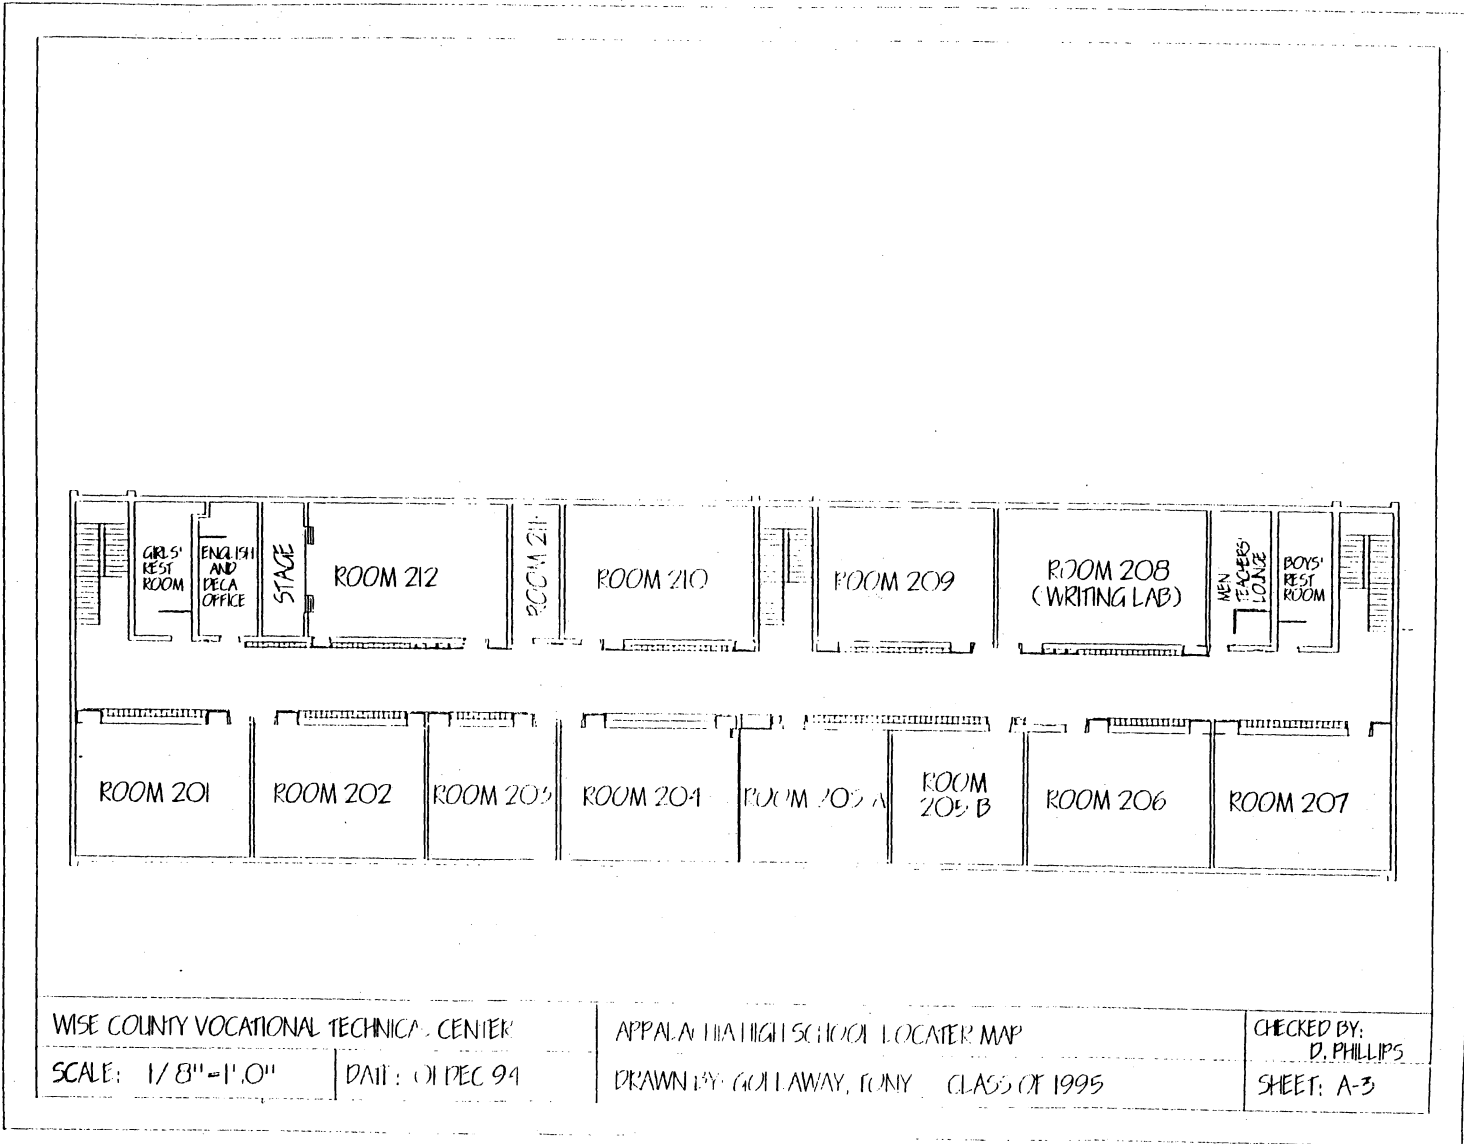 GIRLS'
REST
ROOM
ENGLISH
AND
DECA
OFFICE
STAGE
ROOM 212
ROOM 211
ROOM 210
ROOM 209
ROOM 208
(WRITING LAB)
MEN
TEACHERS'
LOUNGE
BOYS'
REST
ROOM
ROOM 201
ROOM 202
ROOM 203
ROOM 204
ROOM 205 A
ROOM
205 B
ROOM 206
ROOM 207
WISE COUNTY VOCATIONAL TECHNICAL CENTER
SCALE: 1/8"=1'.0"
DATE: 01 DEC 94
APPALACHIA HIGH SCHOOL LOCATER MAP
DRAWN BY: GOLLAWAY, TONY CLASS OF 1995
CHECKED BY:
D. PHILLIPS
SHEET: A-3